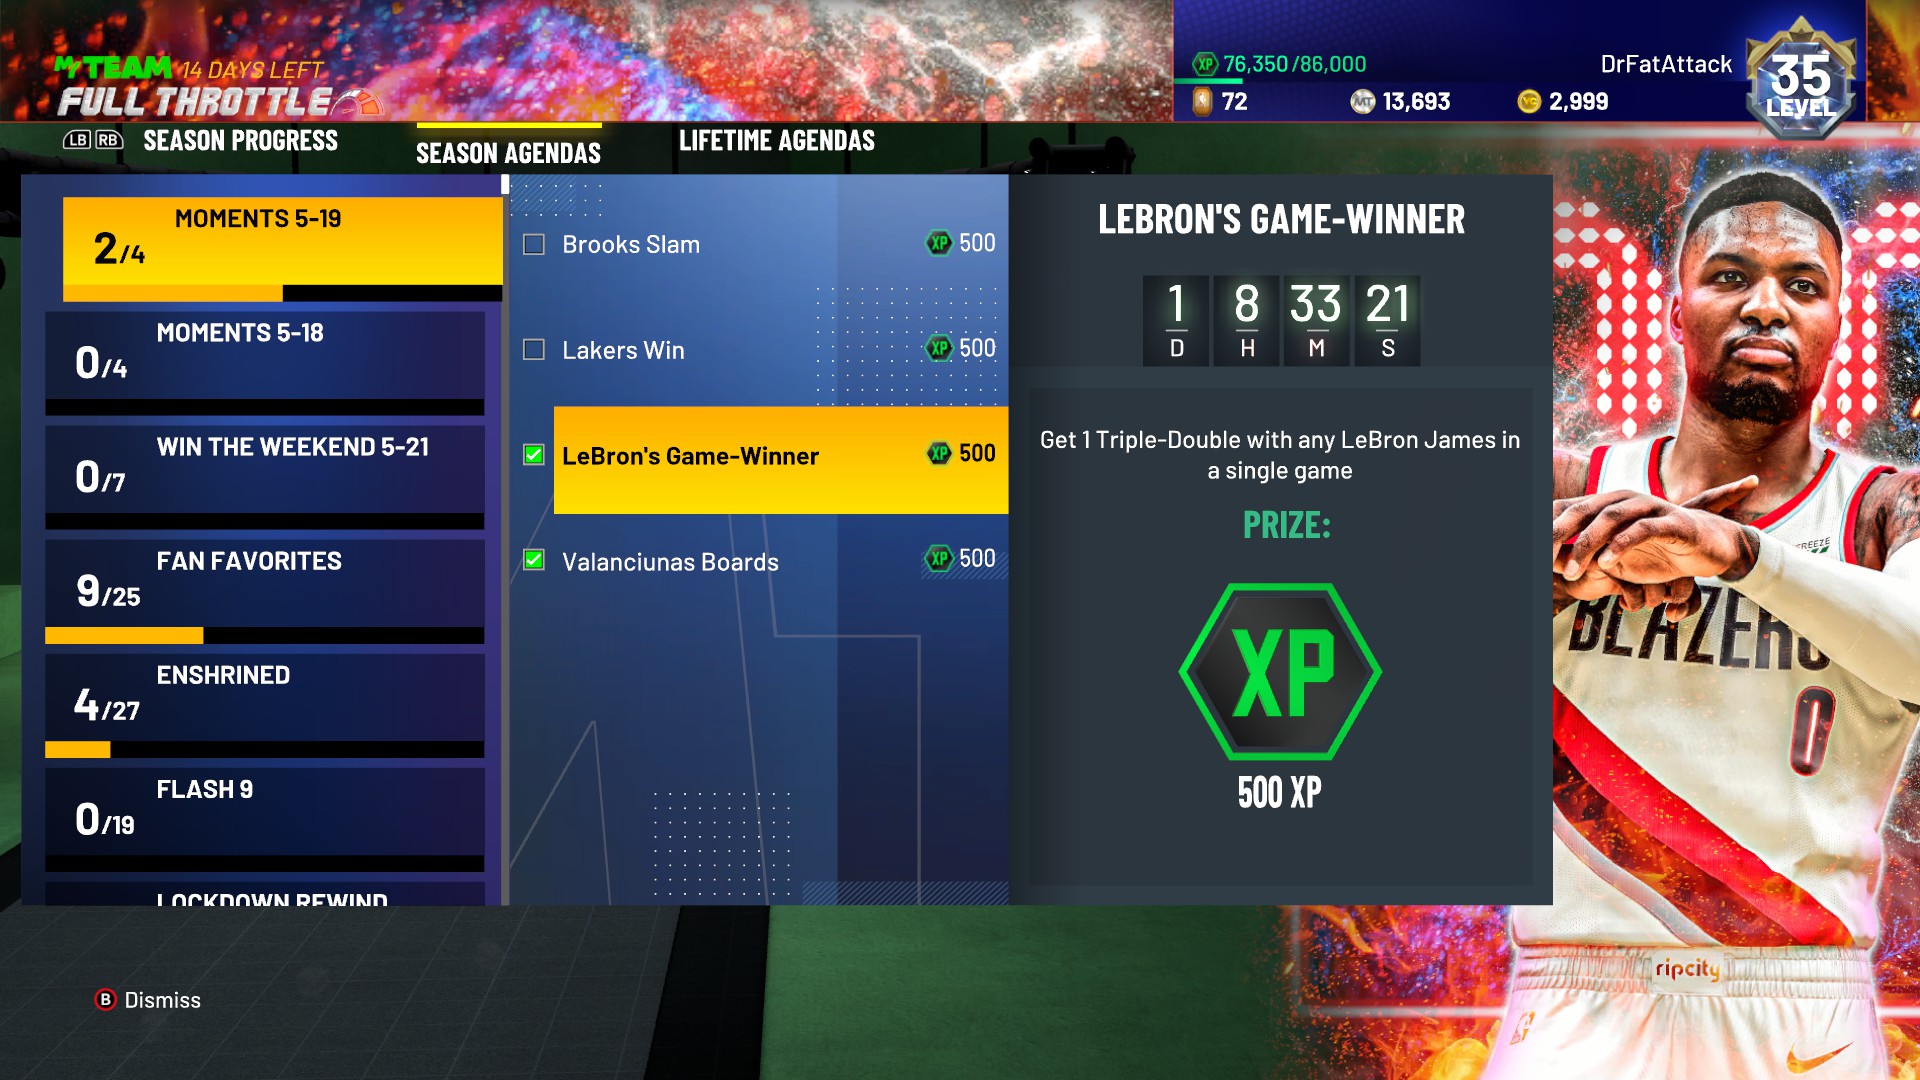 MyTEAM 14 DAYS LEFT
FULL THROTTLE
XP 76,350/86,000
DrFatAttack
35
LEVEL
72
MT 13,693
VC 2,999
LB RB SEASON PROGRESS
SEASON AGENDAS
LIFETIME AGENDAS
MOMENTS 5-19
2/4
MOMENTS 5-18
0/4
WIN THE WEEKEND 5-21
0/7
FAN FAVORITES
9/25
ENSHRINED
4/27
FLASH 9
0/19
LOCKDOWN REWIND
Brooks Slam XP 500
Lakers Win XP 500
LeBron's Game-Winner XP 500
Valanciunas Boards XP 500
LEBRON'S GAME-WINNER
1 8 33 21
D H M S
Get 1 Triple-Double with any LeBron James in
a single game
PRIZE:
XP
500 XP
BLAZERS
0
ripcity
B Dismiss